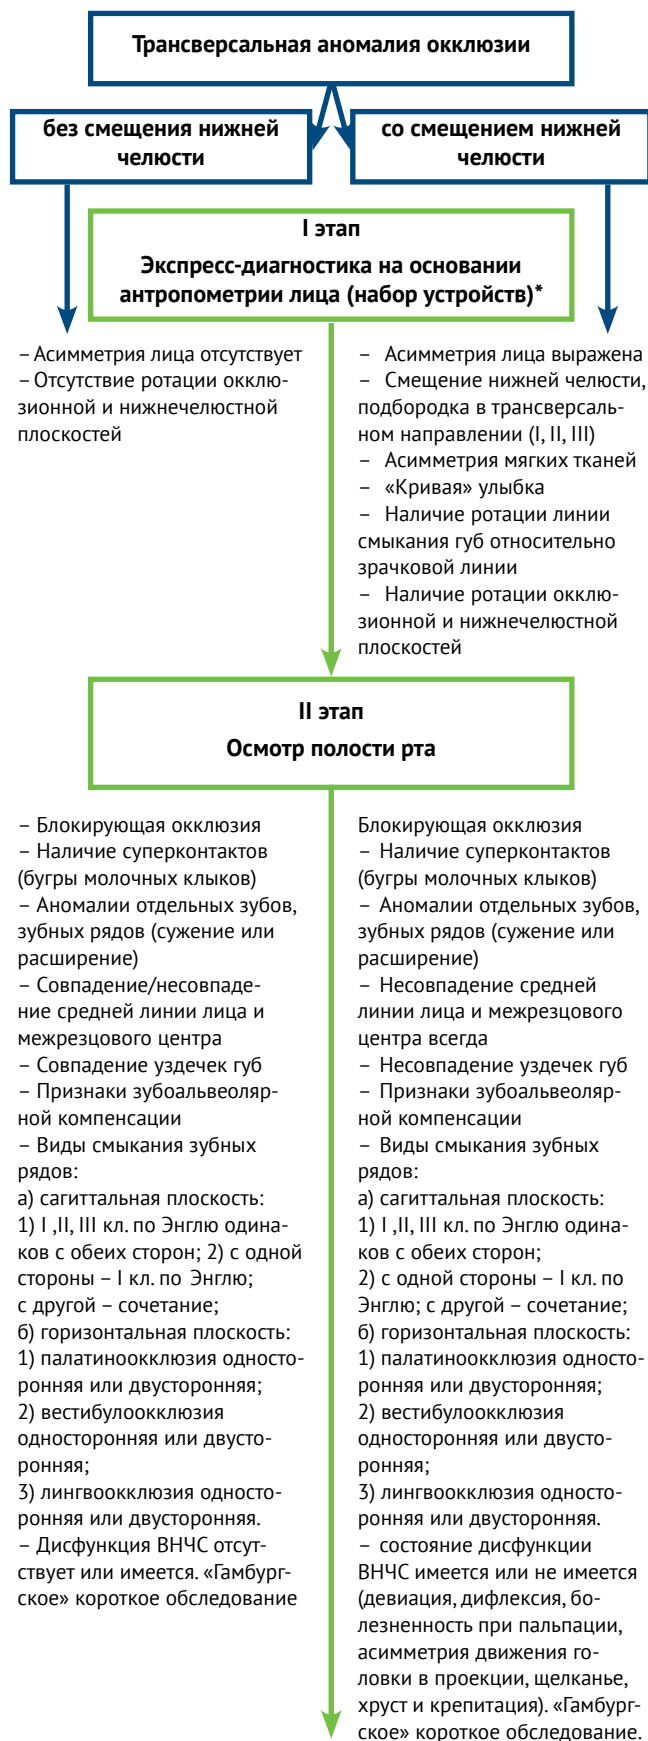 Трансверсальная аномалия окклюзии
без смещения нижней
челюсти
со смещением нижней
челюсти
I этап
Экспресс-диагностика на основании
антропометрии лица (набор устройств)*
– Асимметрия лица отсутствует
– Отсутствие ротации окклю-
зионной и нижнечелюстной
плоскостей
– Асимметрия лица выражена
– Смещение нижней челюсти,
подбородка в трансверсаль-
ном направлении (I, II, III)
– Асимметрия мягких тканей
– «Кривая» улыбка
– Наличие ротации линии
смыкания губ относительно
зрачковой линии
– Наличие ротации окклю-
зионной и нижнечелюстной
плоскостей
II этап
Осмотр полости рта
– Блокирующая окклюзия
– Наличие суперконтактов
(бугры молочных клыков)
– Аномалии отдельных зубов,
зубных рядов (сужение или
расширение)
– Совпадение/несовпаде-
ние средней линии лица и
межрезцового центра
– Совпадение уздечек губ
– Признаки зубоальвеоляр-
ной компенсации
– Виды смыкания зубных
рядов:
а) сагиттальная плоскость:
1) I ,II, III кл. по Энглю одина-
ков с обеих сторон; 2) с одной
стороны – I кл. по Энглю;
с другой – сочетание;
б) горизонтальная плоскость:
1) палатиноокклюзия односто-
ронняя или двусторонняя;
2) вестибулоокклюзия
односторонняя или двусто-
ронняя;
3) лингвоокклюзия односто-
ронняя или двусторонняя.
– Дисфункция ВНЧС отсут-
ствует или имеется. «Гамбург-
ское» короткое обследование
Блокирующая окклюзия
– Наличие суперконтактов
(бугры молочных клыков)
– Аномалии отдельных зубов,
зубных рядов (сужение или
расширение)
– Несовпадение средней
линии лица и межрезцового
центра всегда
– Несовпадение уздечек губ
– Признаки зубоальвеоляр-
ной компенсации
– Виды смыкания зубных
рядов:
а) сагиттальная плоскость:
1) I ,II, III кл. по Энглю одина-
ков с обеих сторон;
2) с одной стороны – I кл. по
Энглю; с другой – сочетание;
б) горизонтальная плоскость:
1) палатиноокклюзия односто-
ронняя или двусторонняя;
2) вестибулоокклюзия
односторонняя или двусто-
ронняя;
3) лингвоокклюзия односто-
ронняя или двусторонняя.
– состояние дисфункции
ВНЧС имеется или не имеется
(девиация, дифлексия, бо-
лезненность при пальпации,
асимметрия движения го-
ловки в проекции, щелканье,
хруст и крепитация). «Гамбург-
ское» короткое обследование.